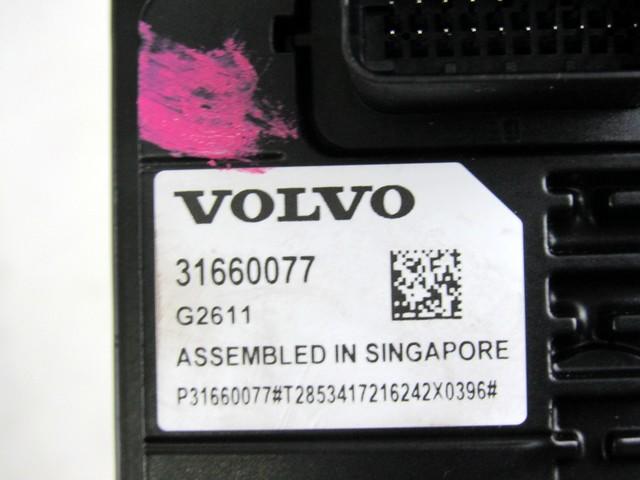 VOLVO
31660077
G2611
ASSEMBLED IN SINGAPORE
P31660077#T2853417216242X0396#